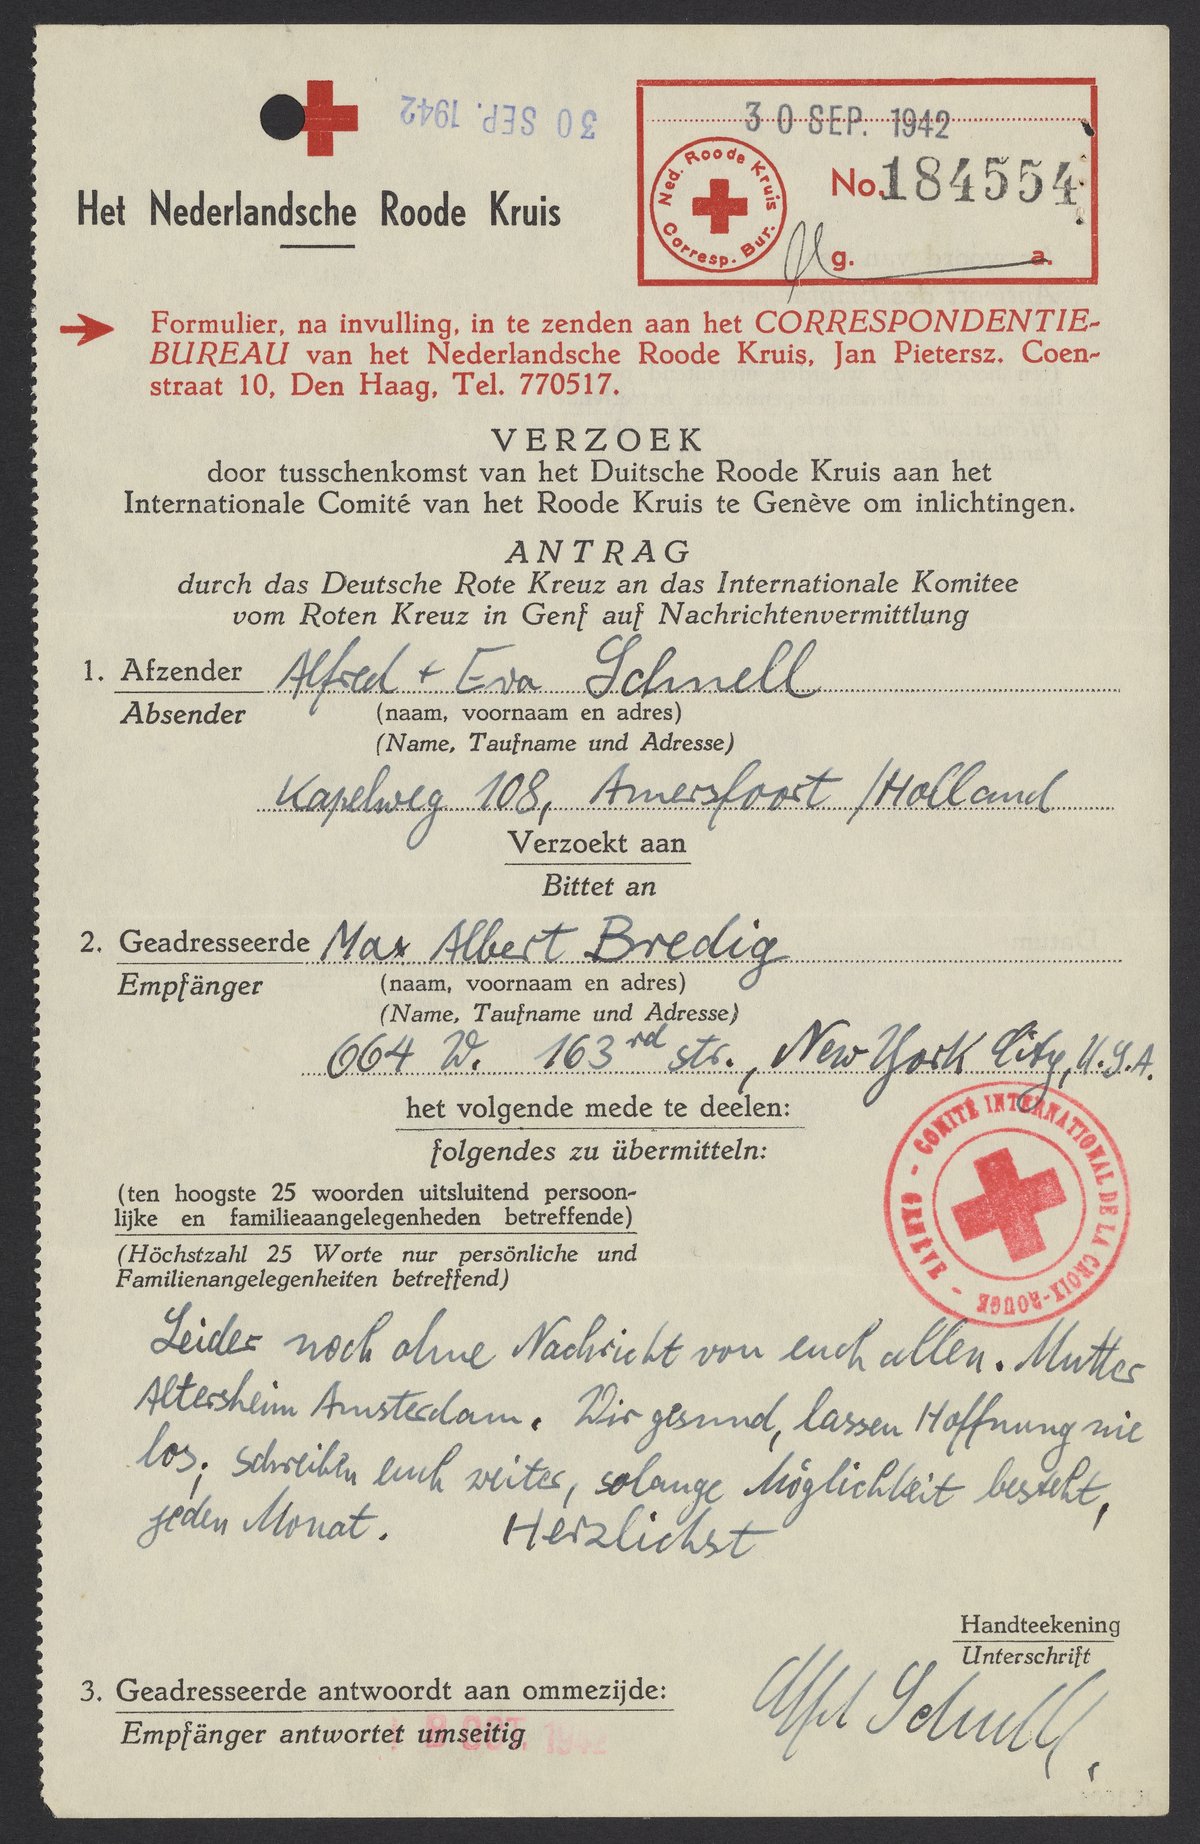 30 SEP. 1942
30 SEP. 1942
Ned. Roode Kruis
Corresp. Bur.
No. 184554
g. a.
Het Nederlandsche Roode Kruis
Formulier, na invulling, in te zenden aan het CORRESPONDENTIE-
BUREAU van het Nederlandsche Roode Kruis, Jan Pietersz. Coen-
straat 10, Den Haag, Tel. 770517.
VERZOEK
door tusschenkomst van het Duitsche Roode Kruis aan het
Internationale Comité van het Roode Kruis te Genève om inlichtingen.
ANTRAG
durch das Deutsche Rote Kreuz an das Internationale Komitee
vom Roten Kreuz in Genf auf Nachrichtenvermittlung
1. Afzender Alfred + Eva Schnell
Absender (naam, voornaam en adres)
(Name, Taufname und Adresse)
Kapelweg 108, Amersfoort /Holland
Verzoekt aan
Bittet an
2. Geadresseerde Max Albert Bredig
Empfänger (naam, voornaam en adres)
(Name, Taufname und Adresse)
664 W. 163rd str., New York City, U.S.A.
het volgende mede te deelen:
folgendes zu übermitteln:
(ten hoogste 25 woorden uitsluitend persoon-
lijke en familieaangelegenheden betreffende)
(Höchstzahl 25 Worte nur persönliche und
Familienangelegenheiten betreffend)
COMITÉ INTERNATIONAL DE LA CROIX-ROUGE - GENÈVE -
Leider noch ohne Nachricht von euch allen. Mutter
Altersheim Amsterdam. Wir gesund, lassen Hoffnung nie
los, schreiben euch weiter, solange Möglichkeit besteht,
jeden Monat. Herzlichst
Handteekening
Unterschrift
Alfred Schnell
3. Geadresseerde antwoordt aan ommezijde:
Empfänger antwortet umseitig
OCT 1942